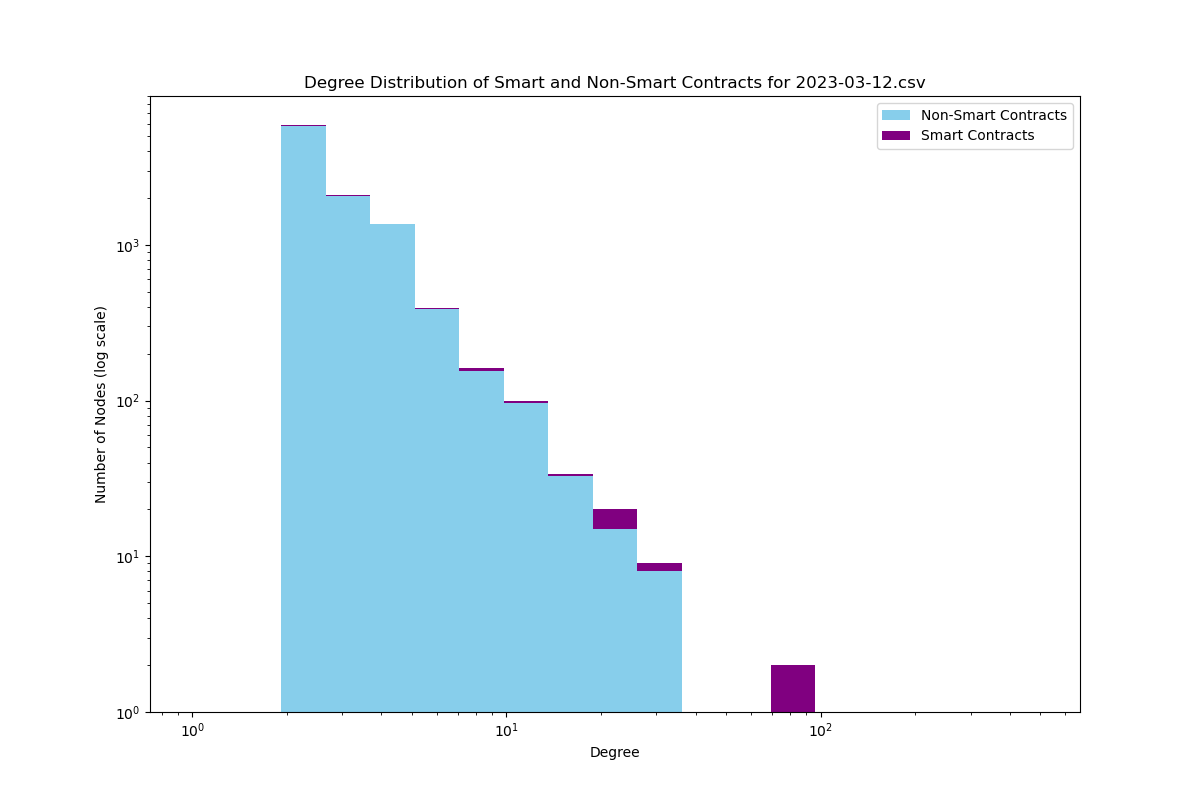 Degree Distribution of Smart and Non-Smart Contracts for 2023-03-12.csv
Non-Smart Contracts
Smart Contracts
Number of Nodes (log scale)
10³
10²
10¹
10⁰
10⁰ 10¹ 10²
Degree